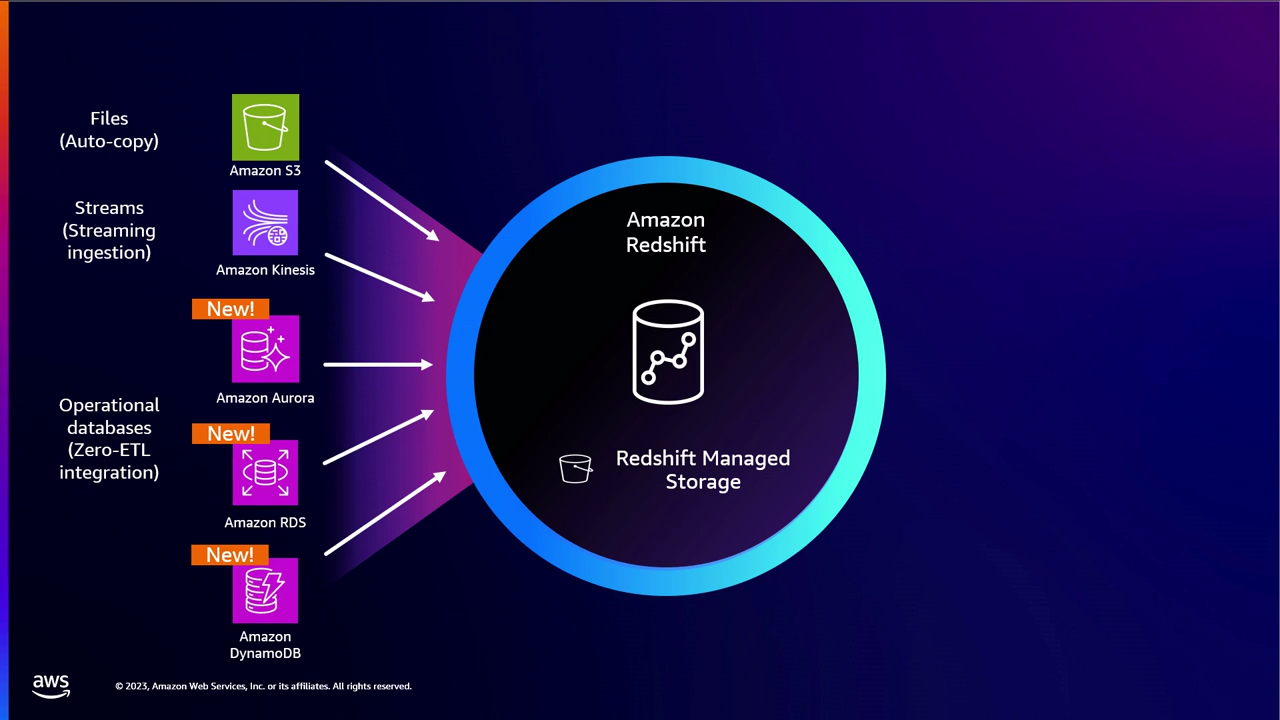 Files
(Auto-copy)
Amazon S3
Streams
(Streaming
ingestion)
Amazon Kinesis
New!
Amazon Aurora
Operational
databases
(Zero-ETL
integration)
New!
Amazon RDS
New!
Amazon
DynamoDB
Amazon
Redshift
Redshift Managed
Storage
aws
© 2023, Amazon Web Services, Inc. or its affiliates. All rights reserved.